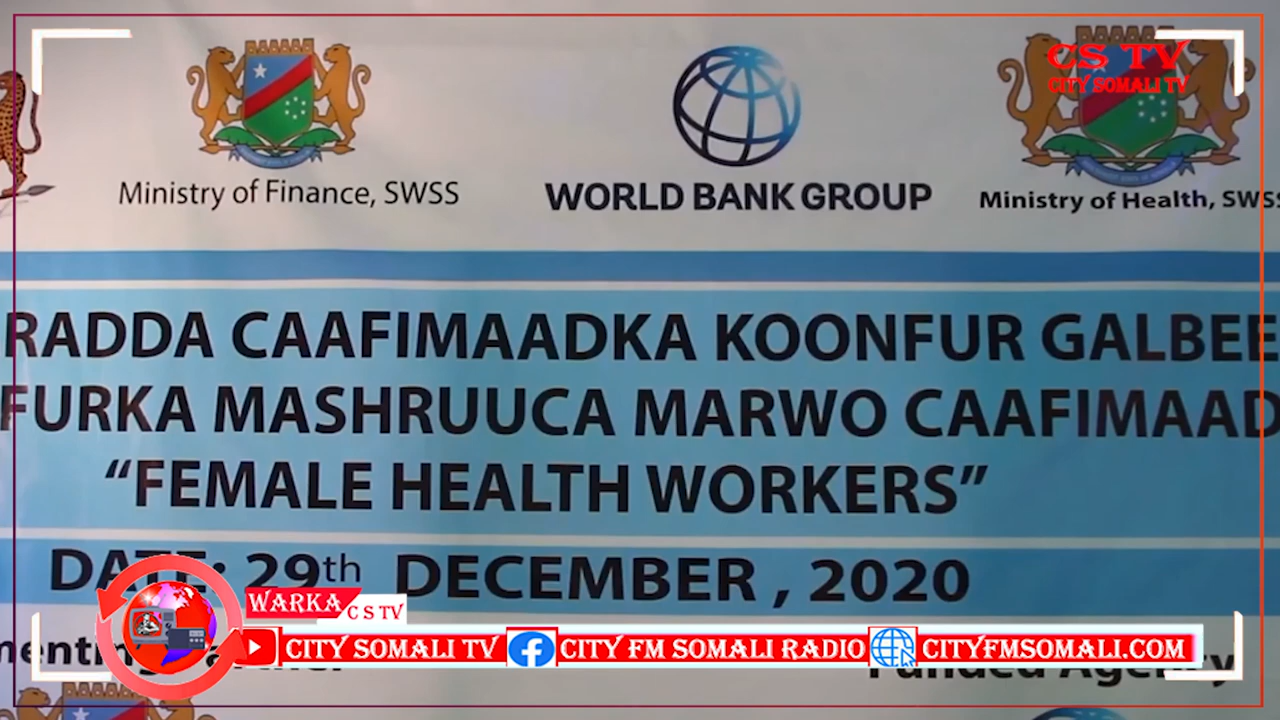 CS TV
CITY SOMALI TV
Ministry of Finance, SWSS
WORLD BANK GROUP
Ministry of Health, SWSS
RADDA CAAFIMAADKA KOONFUR GALBEE
FURKA MASHRUUCA MARWO CAAFIMAAD
“FEMALE HEALTH WORKERS”
DATE: 29th DECEMBER , 2020
WARKA
C S TV
CITY SOMALI TV
CITY FM SOMALI RADIO
CITYFMSOMALI.COM
Funded Agency